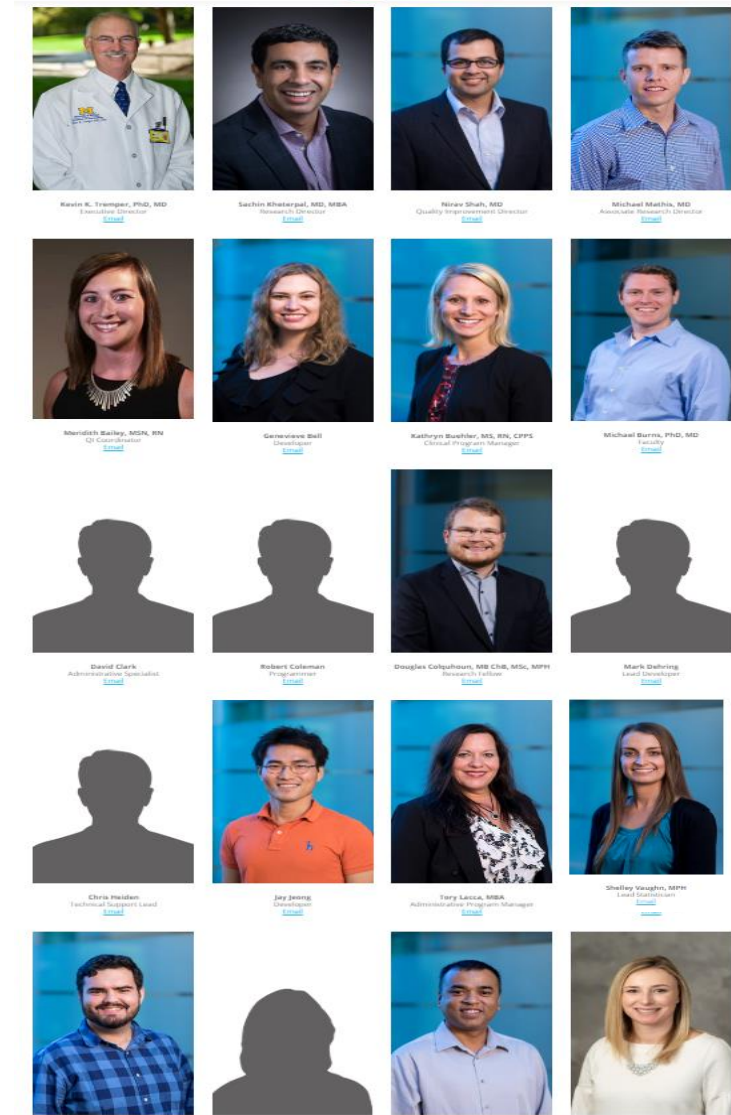 Kevin K. Tremper, PhD, MD
Executive Director
Email
Sachin Kheterpal, MD, MBA
Research Director
Email
Nirav Shah, MD
Quality Improvement Director
Email
Michael Mathis, MD
Associate Research Director
Email
Meridith Bailey, MSN, RN
QI Coordinator
Email
Genevieve Bell
Developer
Email
Kathryn Buehler, MS, RN, CPPS
Clinical Program Manager
Email
Michael Burns, PhD, MD
Faculty
Email
David Clark
Administrative Specialist
Email
Robert Coleman
Programmer
Email
Douglas Colquhoun, MB ChB, MSc, MPH
Research Fellow
Email
Mark Dehring
Lead Developer
Email
Chris Heiden
Technical Support Lead
Email
Jay Jeong
Developer
Email
Tory Lacca, MBA
Administrative Program Manager
Email
Shelley Vaughn, MPH
Lead Statistician
Email